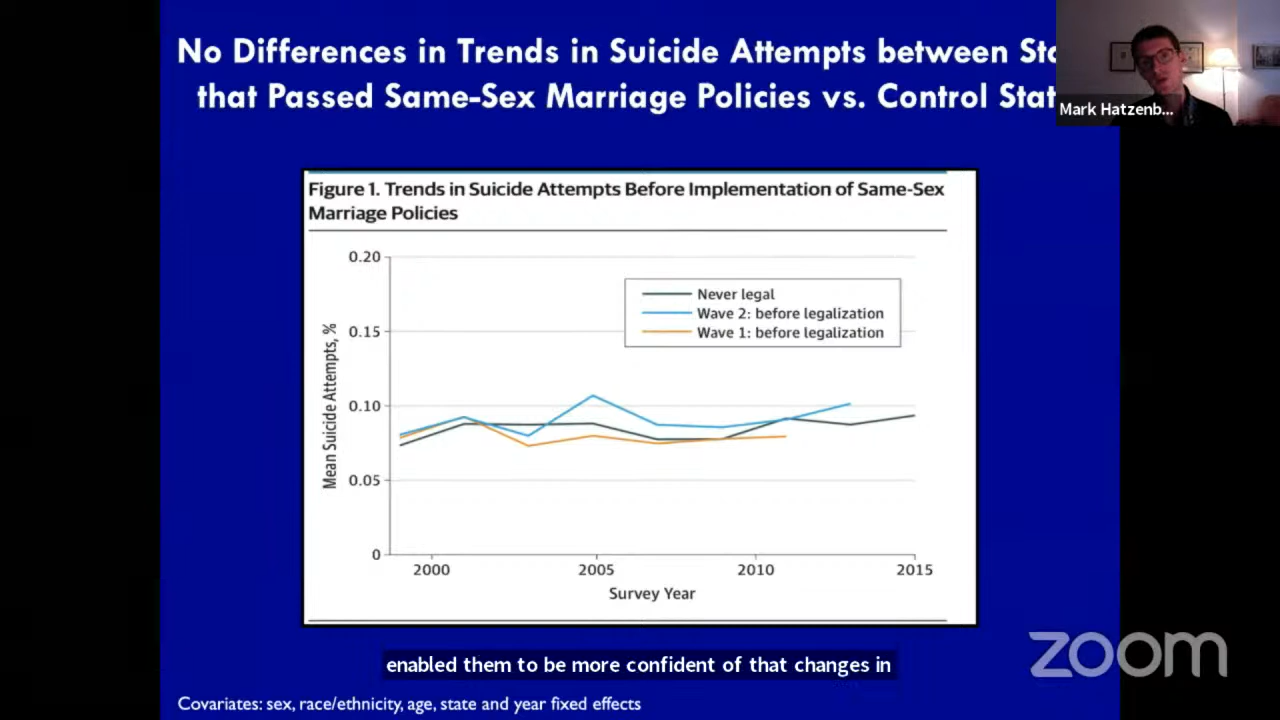 No Differences in Trends in Suicide Attempts between
that Passed Same-Sex Marriage Policies vs. Control
Mark Hatzenb...
Figure 1. Trends in Suicide Attempts Before Implementation of Same-Sex
Marriage Policies
0.20
0.15
0.10
0.05
0
Mean Suicide Attempts, %
Never legal
Wave 2: before legalization
Wave 1: before legalization
2000
2005
2010
2015
Survey Year
enabled them to be more confident of that changes in
zoom
Covariates: sex, race/ethnicity, age, state and year fixed effects